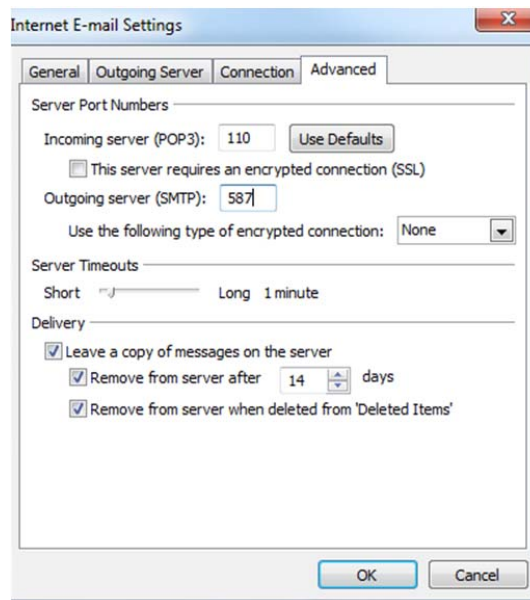 Internet E-mail Settings
General Outgoing Server Connection Advanced
Server Port Numbers
Incoming server (POP3): 110 Use Defaults
This server requires an encrypted connection (SSL)
Outgoing server (SMTP): 587
Use the following type of encrypted connection: None
Server Timeouts
Short Long 1 minute
Delivery
Leave a copy of messages on the server
Remove from server after 14 days
Remove from server when deleted from 'Deleted Items'
OK Cancel